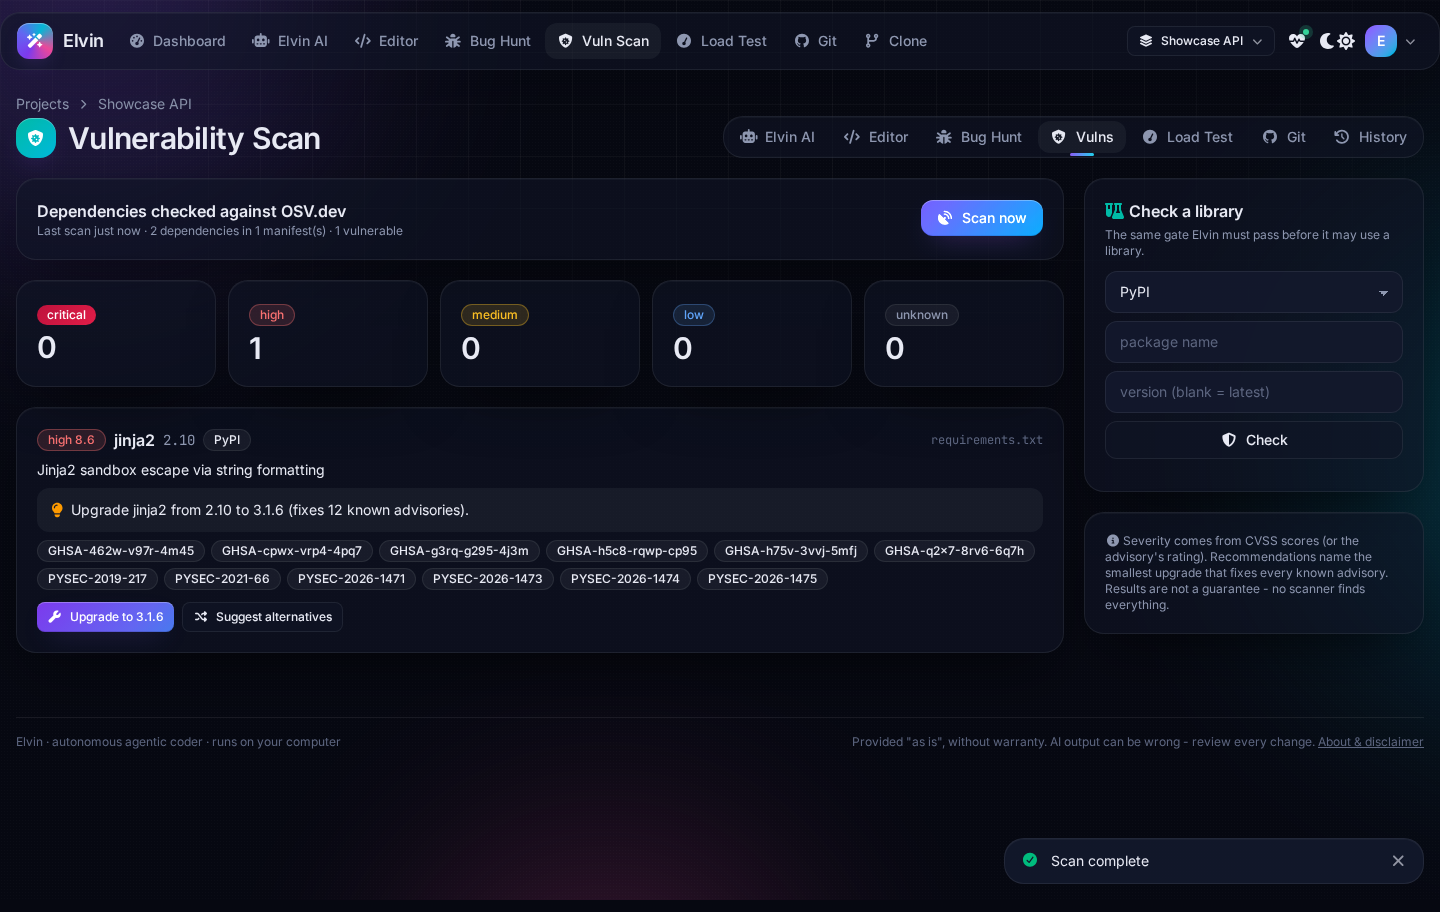 Elvin
Dashboard
Elvin AI
Editor
Bug Hunt
Vuln Scan
Load Test
Git
Clone
Showcase API
E
Projects > Showcase API
Vulnerability Scan
Elvin AI
Editor
Bug Hunt
Vulns
Load Test
Git
History
Dependencies checked against OSV.dev
Last scan just now · 2 dependencies in 1 manifest(s) · 1 vulnerable
Scan now
critical
0
high
1
medium
0
low
0
unknown
0
high 8.6 jinja2 2.10 PyPI
requirements.txt
Jinja2 sandbox escape via string formatting
Upgrade jinja2 from 2.10 to 3.1.6 (fixes 12 known advisories).
GHSA-462w-v97r-4m45 GHSA-cpwx-vrp4-4pq7 GHSA-g3rq-g295-4j3m GHSA-h5c8-rqwp-cp95 GHSA-h75v-3vvj-5mfj GHSA-q2x7-8rv6-6q7h
PYSEC-2019-217 PYSEC-2021-66 PYSEC-2026-1471 PYSEC-2026-1473 PYSEC-2026-1474 PYSEC-2026-1475
Upgrade to 3.1.6
Suggest alternatives
Check a library
The same gate Elvin must pass before it may use a
library.
PyPI
package name
version (blank = latest)
Check
Severity comes from CVSS scores (or the
advisory's rating). Recommendations name the
smallest upgrade that fixes every known advisory.
Results are not a guarantee - no scanner finds
everything.
Elvin · autonomous agentic coder · runs on your computer
Provided "as is", without warranty. AI output can be wrong - review every change. About & disclaimer
Scan complete